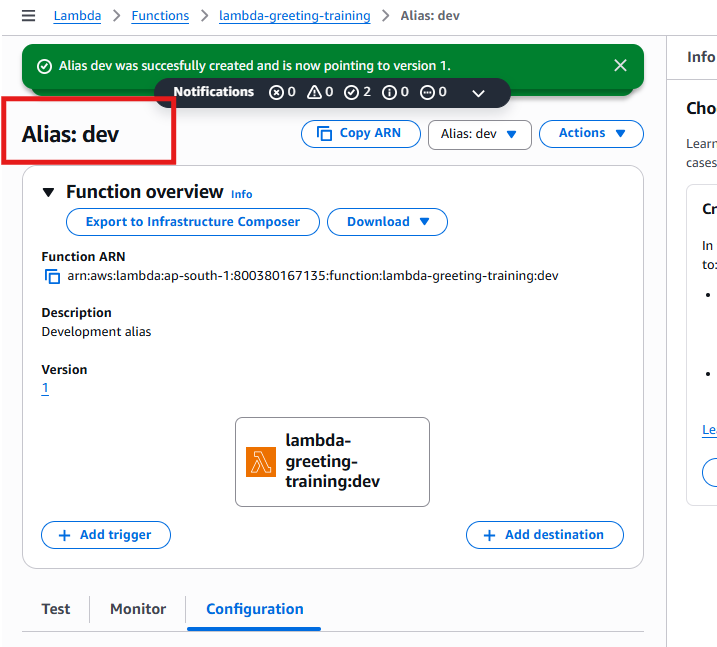 Lambda > Functions > lambda-greeting-training > Alias: dev
Alias dev was succesfully created and is now pointing to version 1.
Notifications 0 0 2 0 0
Info
Alias: dev
Copy ARN
Alias: dev
Actions
Function overview Info
Export to Infrastructure Composer
Download
Function ARN
arn:aws:lambda:ap-south-1:800380167135:function:lambda-greeting-training:dev
Description
Development alias
Version
1
lambda-
greeting-
training:dev
Add trigger
Add destination
Test
Monitor
Configuration
Choo
Learn
cases
Cr
In
to:
Le